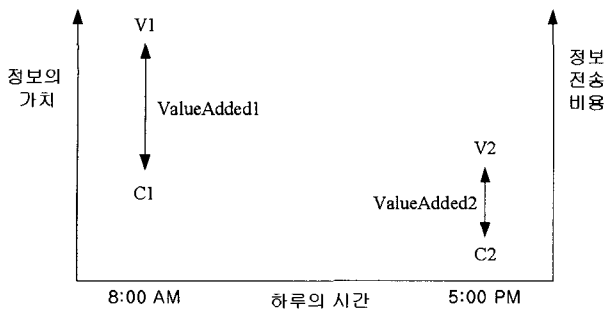 V1
정보의
가치
정보
전송
비용
ValueAdded1
V2
C1
ValueAdded2
C2
8:00 AM
하루의 시간
5:00 PM